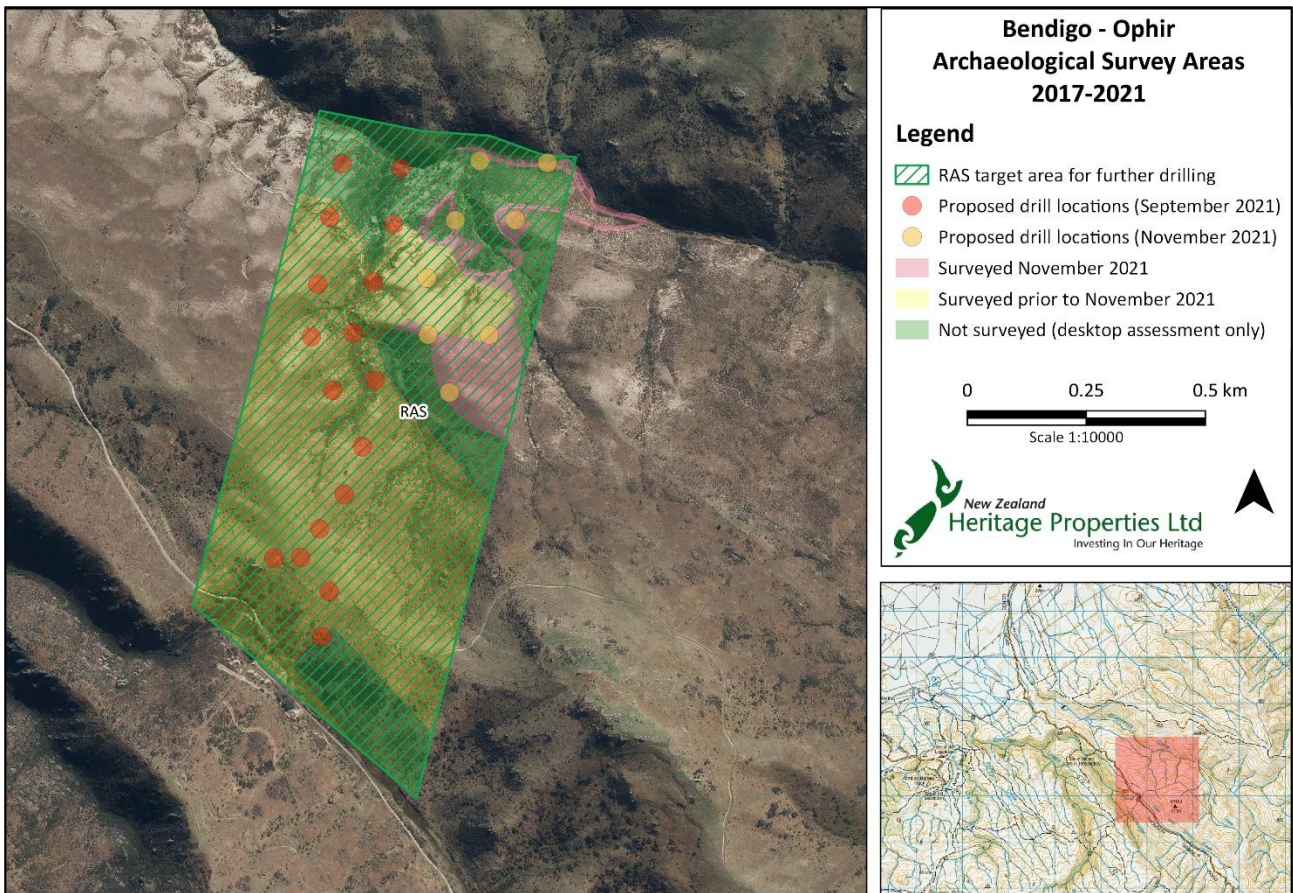 RAS
Bendigo - Ophir
Archaeological Survey Areas
2017-2021
Legend
RAS target area for further drilling
Proposed drill locations (September 2021)
Proposed drill locations (November 2021)
Surveyed November 2021
Surveyed prior to November 2021
Not surveyed (desktop assessment only)
0 0.25 0.5 km
Scale 1:10000
New Zealand
Heritage Properties Ltd
Investing In Our Heritage